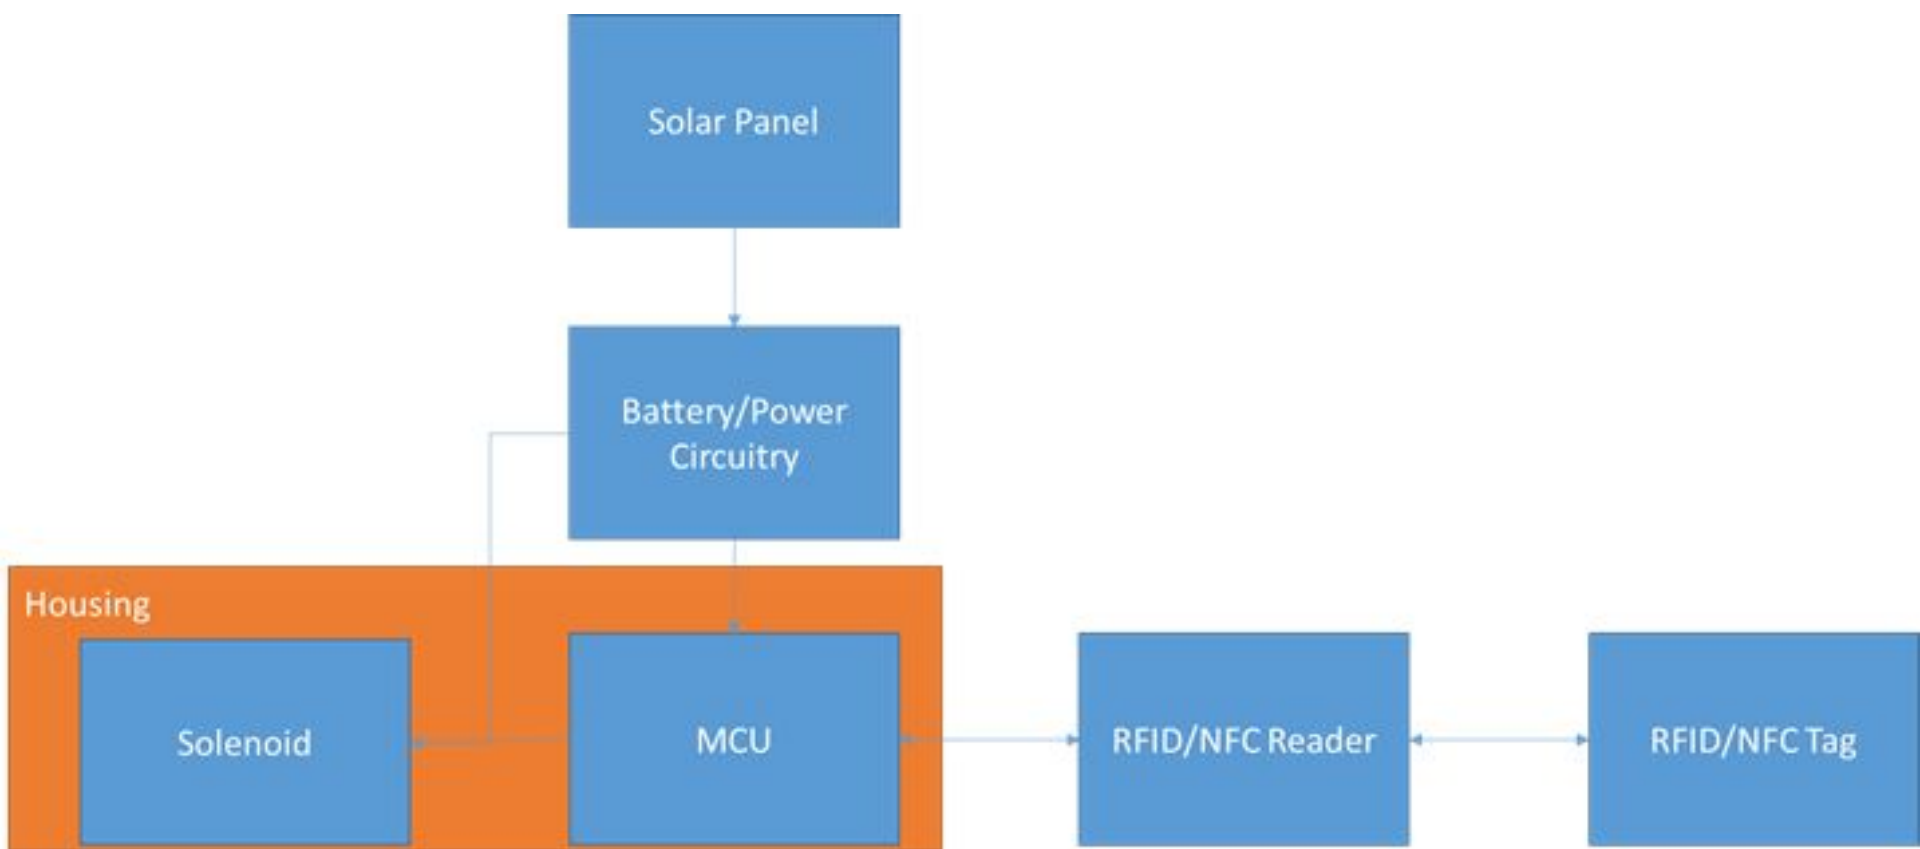 Solar Panel
Battery/Power
Circuitry
Housing
Solenoid
MCU
RFID/NFC Reader
RFID/NFC Tag